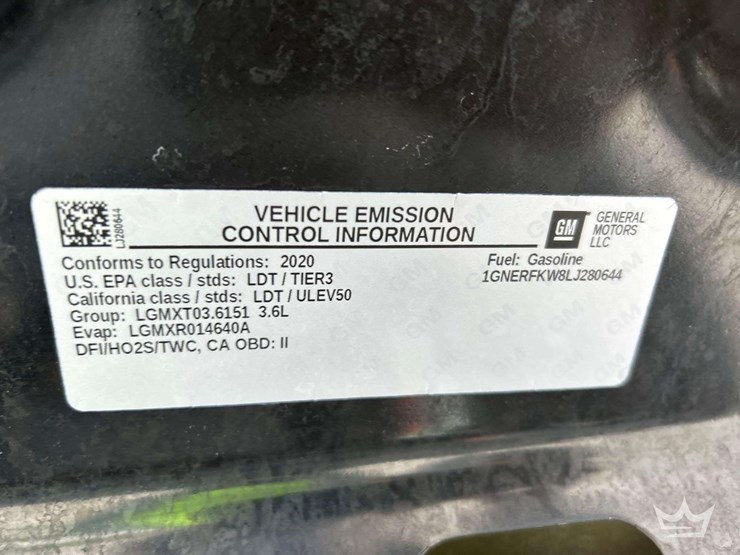 LJ280644
VEHICLE EMISSION
CONTROL INFORMATION
GM
GENERAL
MOTORS
LLC
Conforms to Regulations: 2020
Fuel: Gasoline
U.S. EPA class / stds: LDT / TIER3
1GNERFKW8LJ280644
California class / stds: LDT / ULEV50
Group: LGMXT03.6151 3.6L
Evap: LGMXR014640A
DFI/HO2S/TWC, CA OBD: II